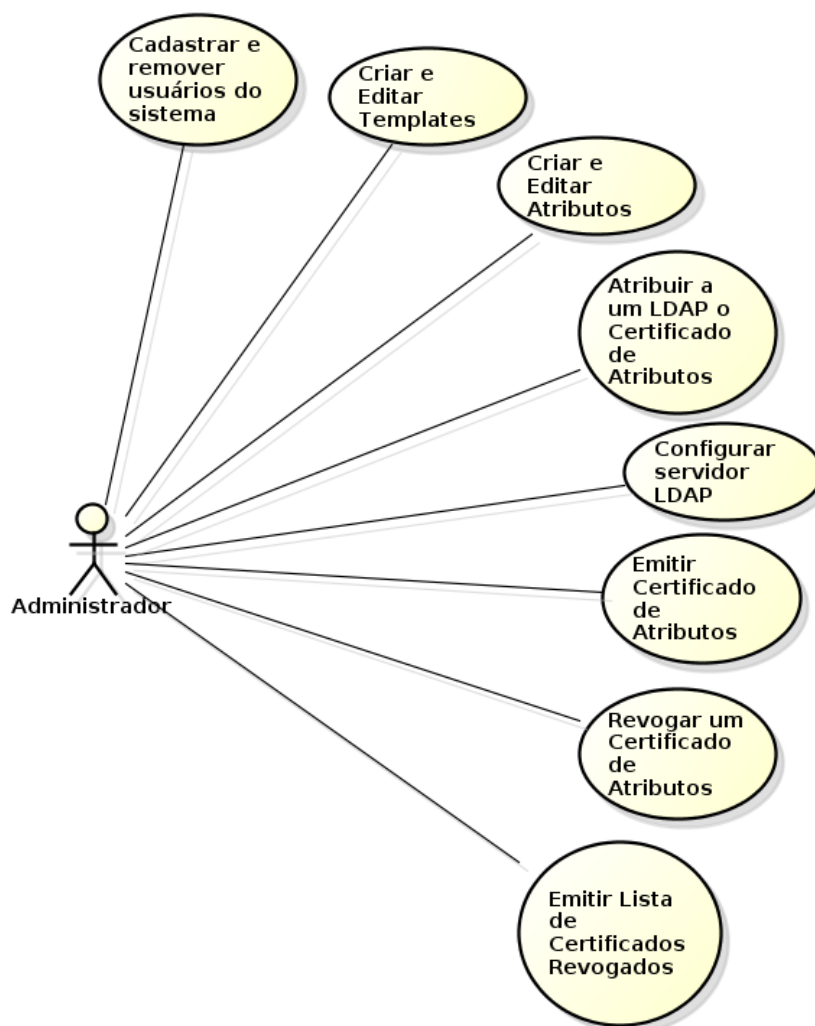 Cadastrar e
remover
usuários do
sistema
Criar e
Editar
Templates
Criar e
Editar
Atributos
Atribuir a
um LDAP o
Certificado
de
Atributos
Configurar
servidor
LDAP
Emitir
Certificado
de
Atributos
Administrador
Revogar um
Certificado
de
Atributos
Emitir Lista
de
Certificados
Revogados